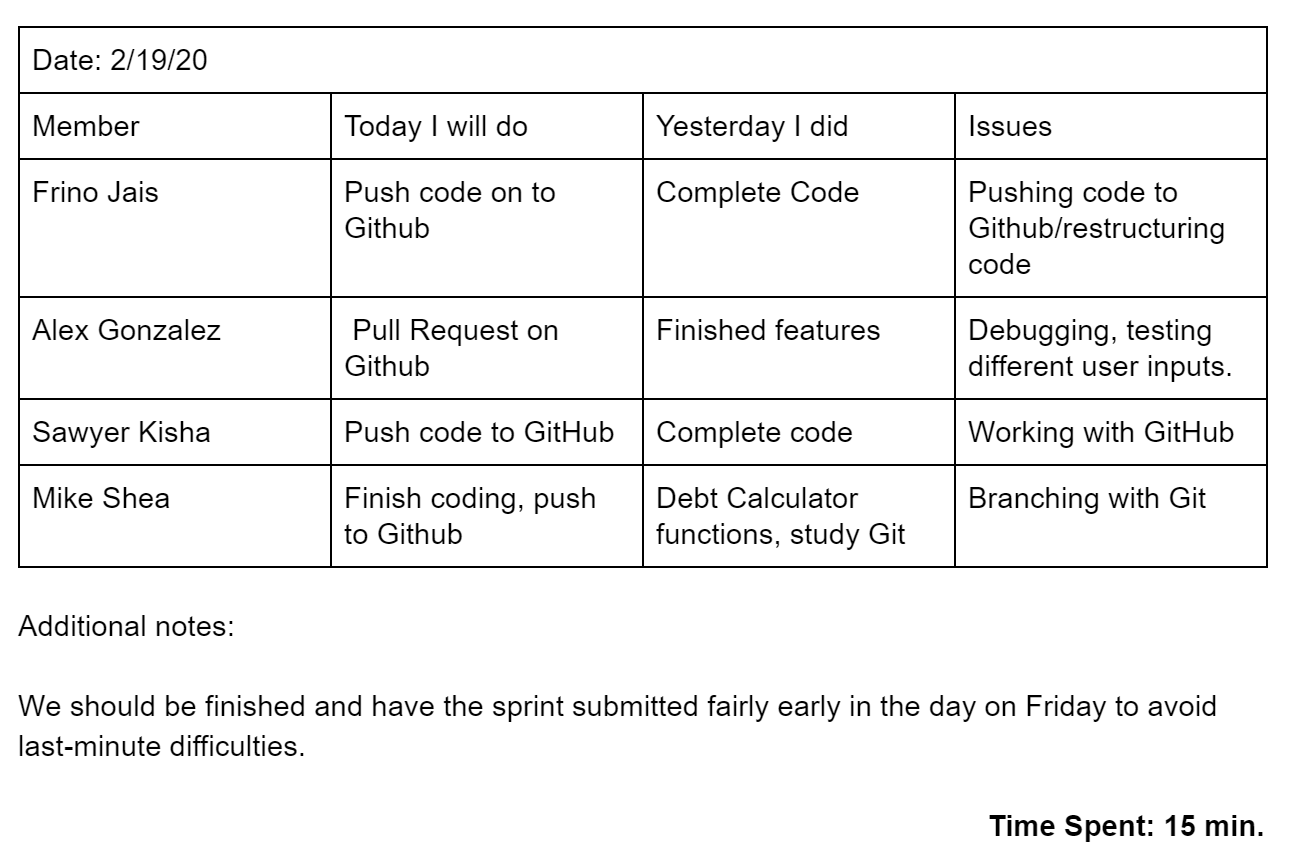 Date: 2/19/20
Member
Today I will do
Yesterday I did
Issues
Frino Jais
Push code on to
Github
Complete Code
Pushing code to
Github/restructuring
code
Alex Gonzalez
Pull Request on
Github
Finished features
Debugging, testing
different user inputs.
Sawyer Kisha
Push code to GitHub
Complete code
Working with GitHub
Mike Shea
Finish coding, push
to Github
Debt Calculator
functions, study Git
Branching with Git
Additional notes:
We should be finished and have the sprint submitted fairly early in the day on Friday to avoid
last-minute difficulties.
Time Spent: 15 min.